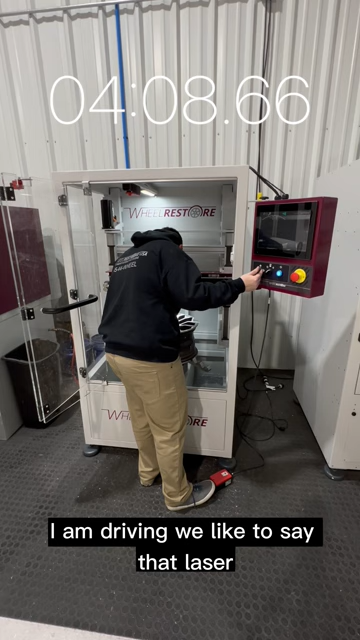 04:08.66
WHEELRESTORE
WHEELRESTORE
I am driving we like to say
that laser